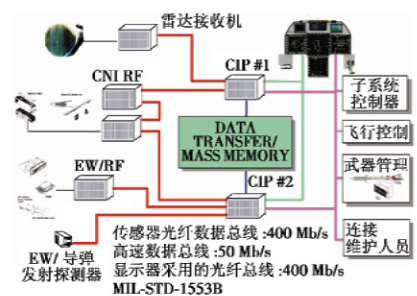 雷达接收机
CNI RF
CIP #1
子系统
控制器
DATA
TRANSFER/
MASS MEMORY
飞行控制
武器管理
EW/RF
CIP #2
连接
维护人员
EW/ 导弹
发射探测器
传感器光纤数据总线 :400 Mb/s
高速数据总线 :50 Mb/s
显示器采用的光纤总线 :400 Mb/s
MIL-STD-1553B